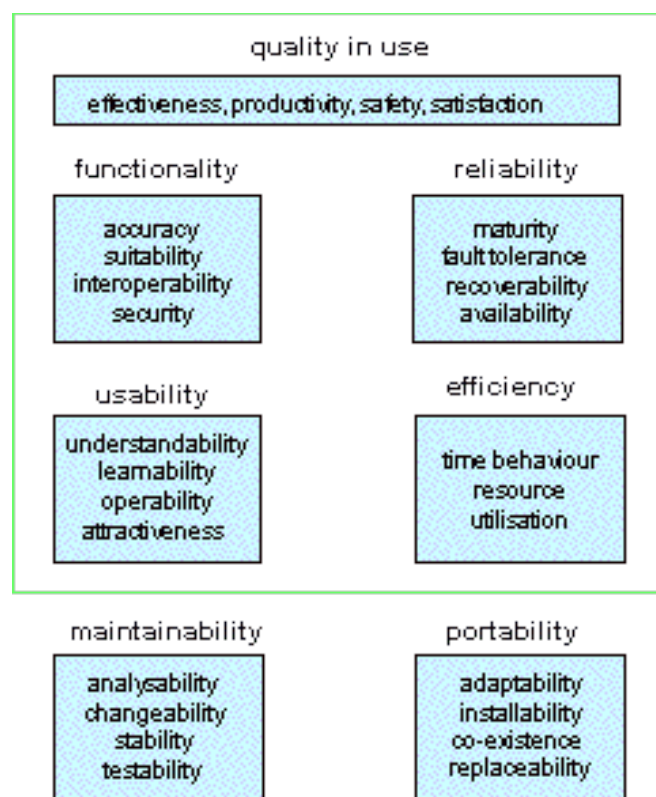 quality in use
effectiveness, productivity, safety, satisfaction
functionality
accuracy
suitability
interoperability
security
reliability
maturity
fault tolerance
recoverability
availability
usability
understandability
learnability
operability
attractiveness
efficiency
time behaviour
resource
utilisation
maintainability
analysability
changeability
stability
testability
portability
adaptability
installability
co-existence
replaceability